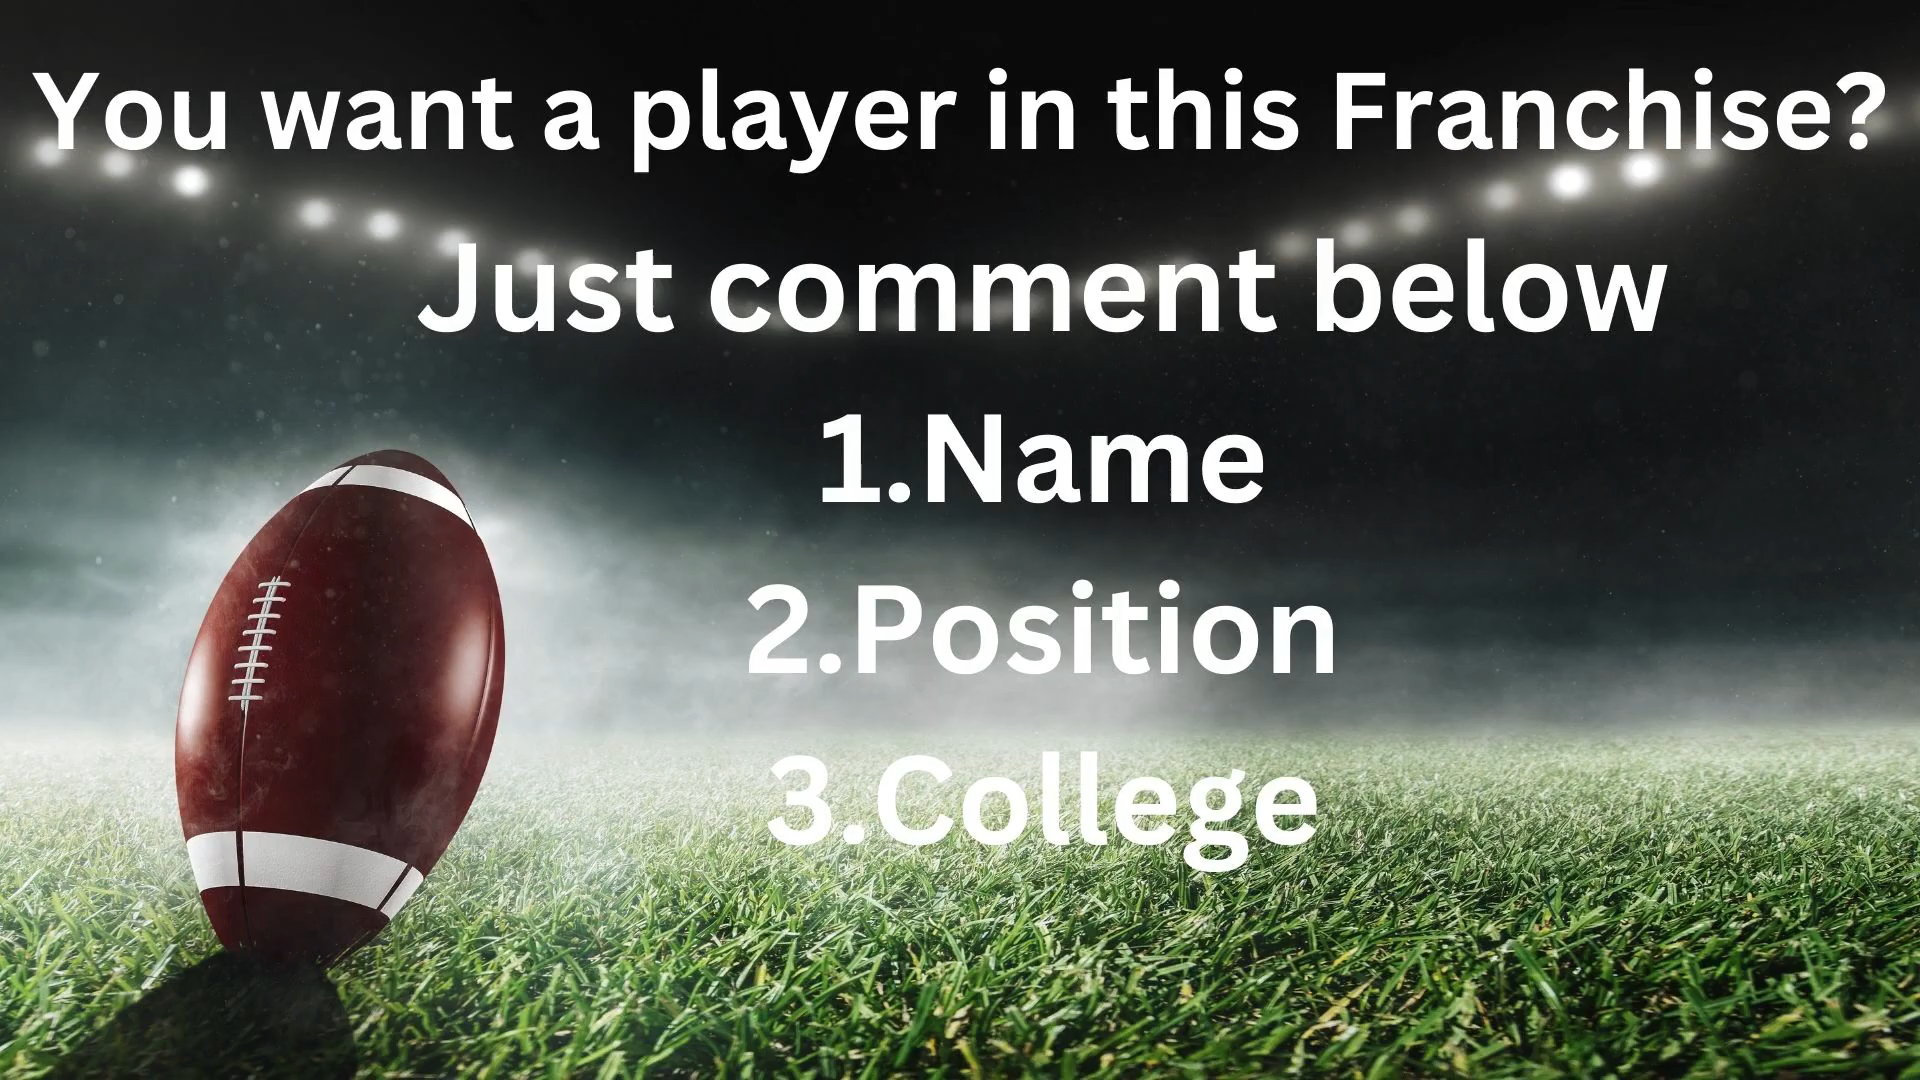 You want a player in this Franchise?
Just comment below
1.Name
2.Position
3.College